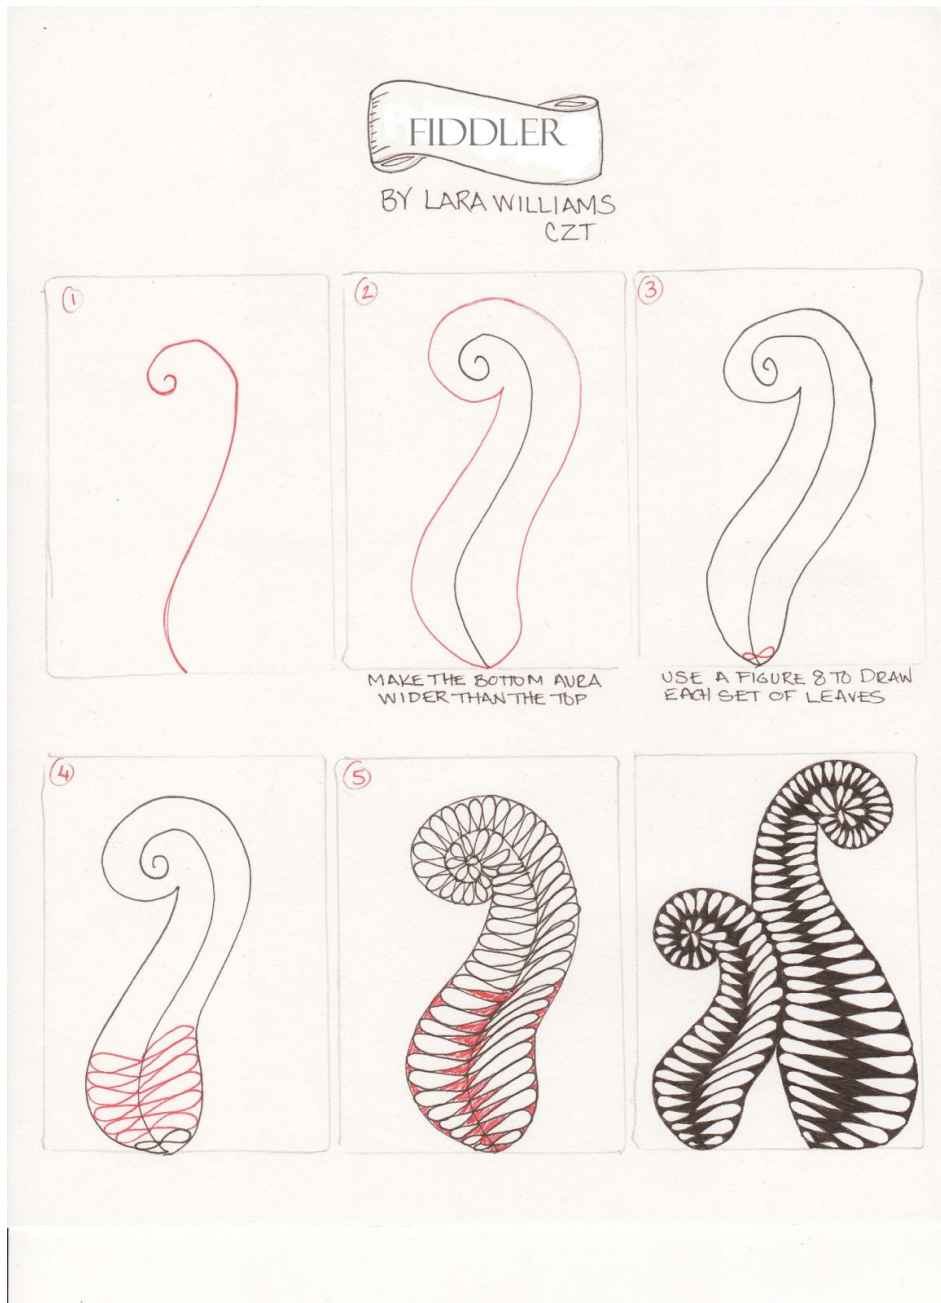 FIDDLER
BY LARA WILLIAMS
CZT
1
2
3
MAKE THE BOTTOM AURA
WIDER THAN THE TOP
USE A FIGURE 8 TO DRAW
EACH SET OF LEAVES
4
5